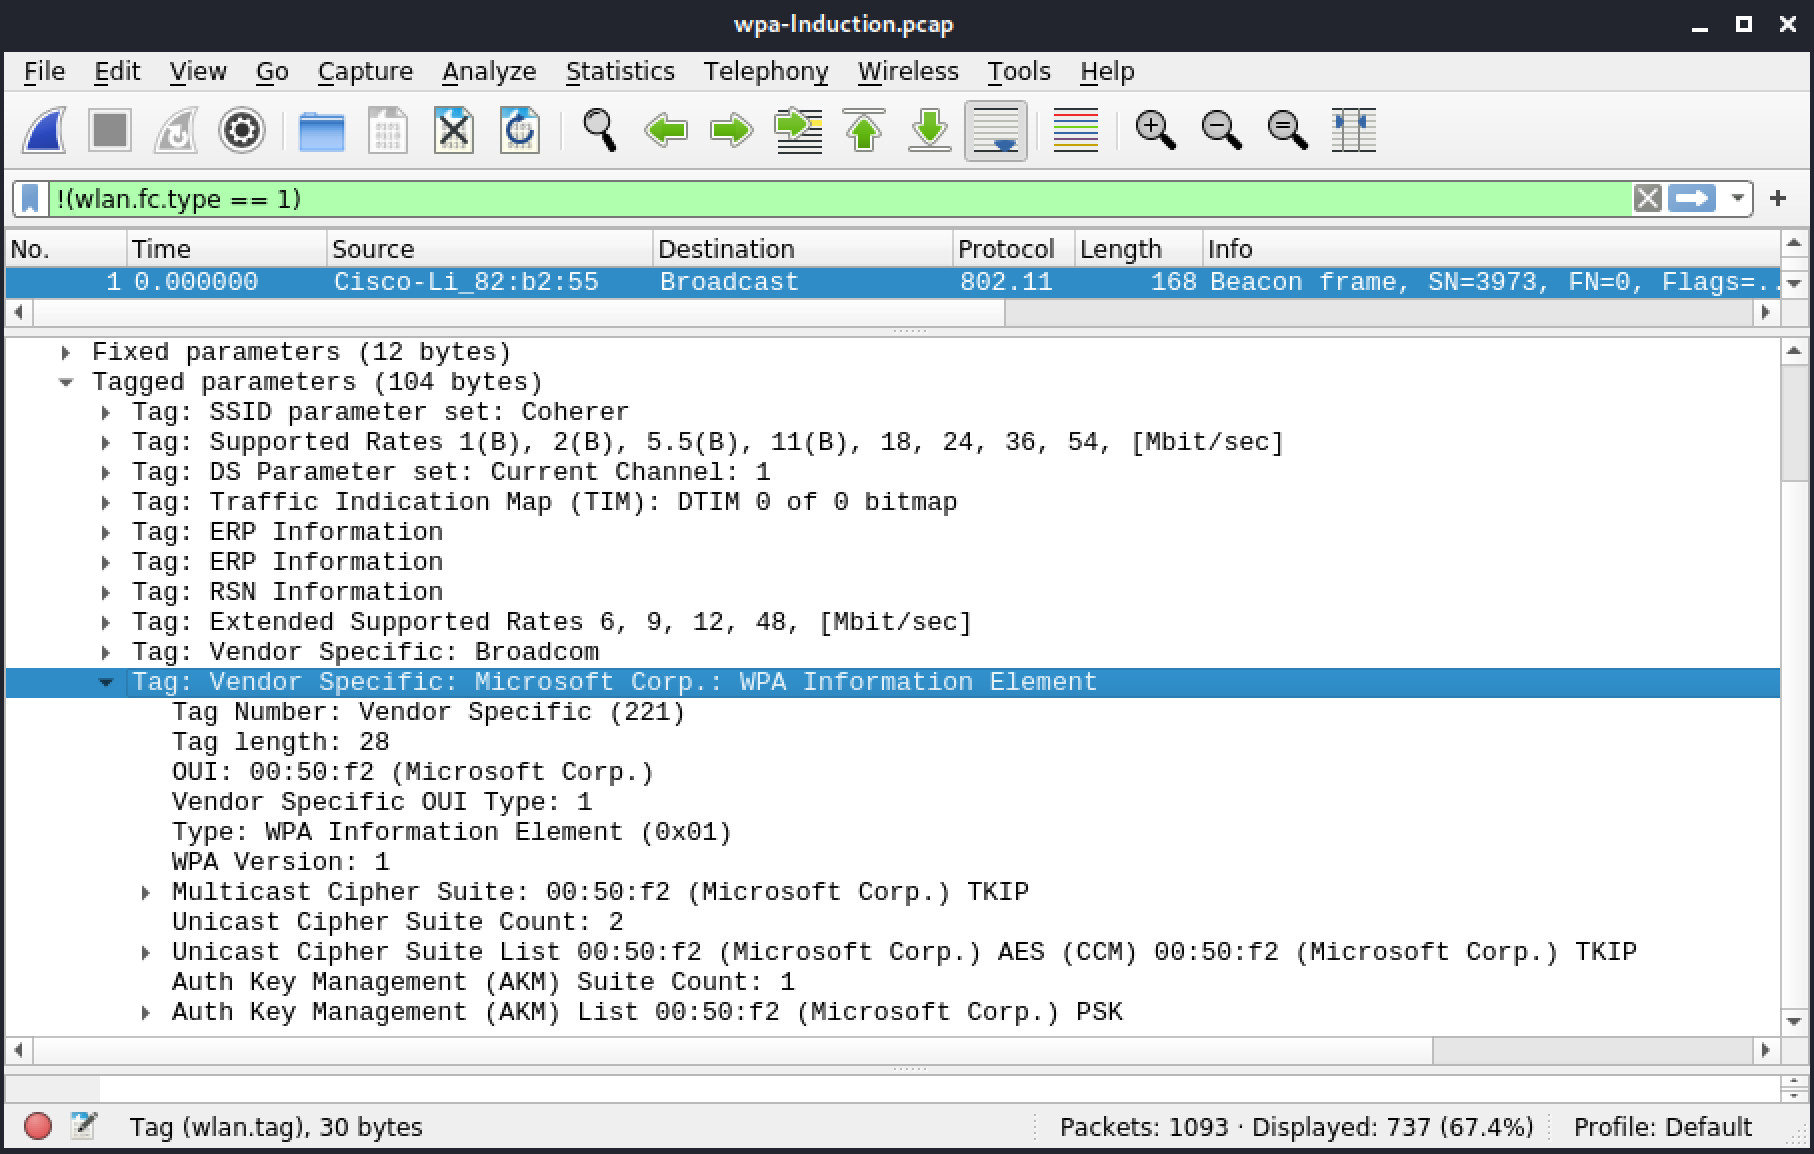 wpa-Induction.pcap
File Edit View Go Capture Analyze Statistics Telephony Wireless Tools Help
!(wlan.fc.type == 1)
No. Time Source Destination Protocol Length Info
1 0.000000 Cisco-Li_82:b2:55 Broadcast 802.11 168 Beacon frame, SN=3973, FN=0, Flags=..
Fixed parameters (12 bytes)
Tagged parameters (104 bytes)
Tag: SSID parameter set: Coherer
Tag: Supported Rates 1(B), 2(B), 5.5(B), 11(B), 18, 24, 36, 54, [Mbit/sec]
Tag: DS Parameter set: Current Channel: 1
Tag: Traffic Indication Map (TIM): DTIM 0 of 0 bitmap
Tag: ERP Information
Tag: ERP Information
Tag: RSN Information
Tag: Extended Supported Rates 6, 9, 12, 48, [Mbit/sec]
Tag: Vendor Specific: Broadcom
Tag: Vendor Specific: Microsoft Corp.: WPA Information Element
Tag Number: Vendor Specific (221)
Tag length: 28
OUI: 00:50:f2 (Microsoft Corp.)
Vendor Specific OUI Type: 1
Type: WPA Information Element (0x01)
WPA Version: 1
Multicast Cipher Suite: 00:50:f2 (Microsoft Corp.) TKIP
Unicast Cipher Suite Count: 2
Unicast Cipher Suite List 00:50:f2 (Microsoft Corp.) AES (CCM) 00:50:f2 (Microsoft Corp.) TKIP
Auth Key Management (AKM) Suite Count: 1
Auth Key Management (AKM) List 00:50:f2 (Microsoft Corp.) PSK
Tag (wlan.tag), 30 bytes Packets: 1093 · Displayed: 737 (67.4%) Profile: Default